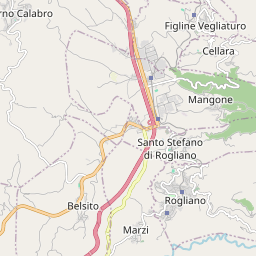 rno Calabro
Figline Vegliaturo
Cellara
Mangone
Santo Stefano
di Rogliano
Rogliano
Belsito
Marzi